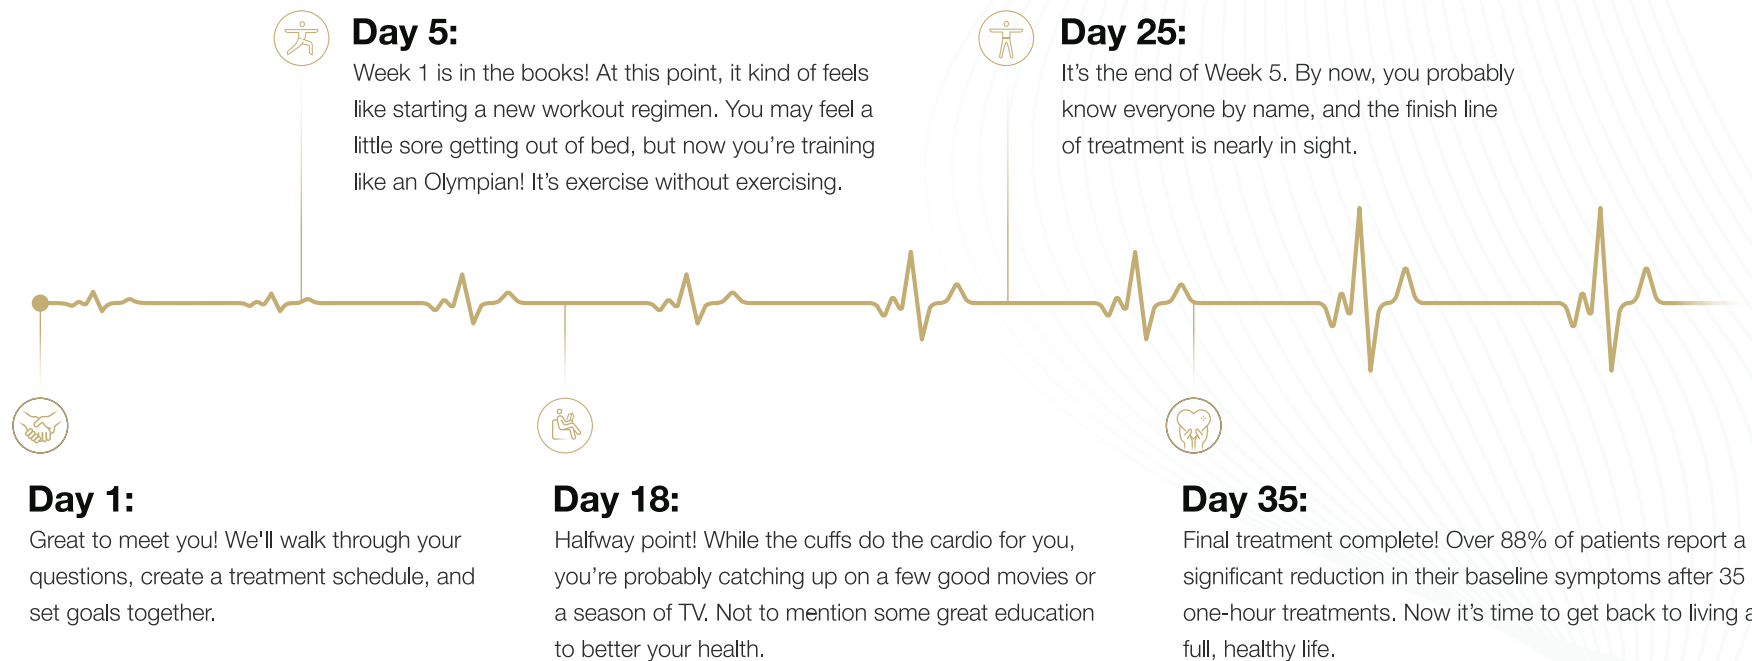 Day 5:
Week 1 is in the books! At this point, it kind of feels
like starting a new workout regimen. You may feel a
little sore getting out of bed, but now you’re training
like an Olympian! It’s exercise without exercising.
Day 25:
It’s the end of Week 5. By now, you probably
know everyone by name, and the finish line
of treatment is nearly in sight.
Day 1:
Great to meet you! We'll walk through your
questions, create a treatment schedule, and
set goals together.
Day 18:
Halfway point! While the cuffs do the cardio for you,
you’re probably catching up on a few good movies or
a season of TV. Not to mention some great education
to better your health.
Day 35:
Final treatment complete! Over 88% of patients report a
significant reduction in their baseline symptoms after 35
one-hour treatments. Now it’s time to get back to living a
full, healthy life.